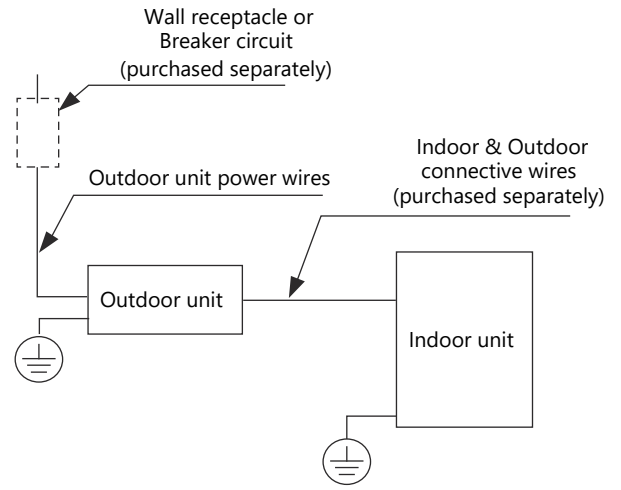 Wall receptacle or
Breaker circuit
(purchased separately)
Indoor & Outdoor
connective wires
(purchased separately)
Outdoor unit power wires
Outdoor unit
Indoor unit